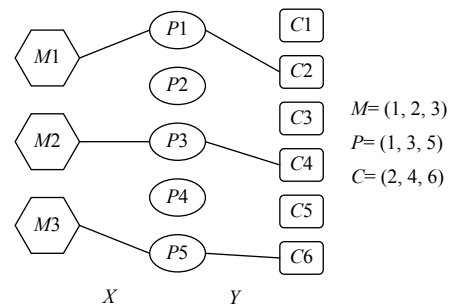 C1
P1
M1
C2
P2
C3
M= (1, 2, 3)
M2
P3
P= (1, 3, 5)
C4
C= (2, 4, 6)
P4
C5
M3
P5
C6
X Y